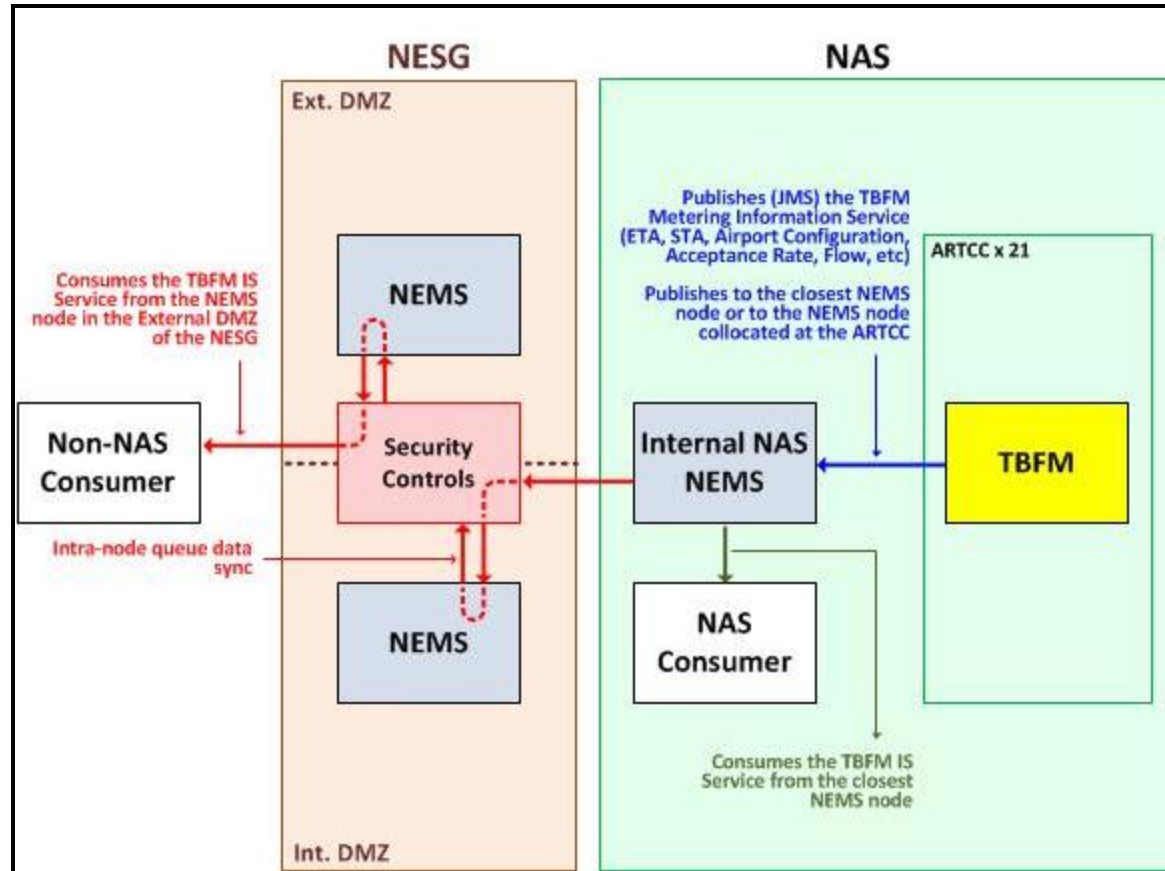 NESG
NAS
Ext. DMZ
Publishes (JMS) the TBFM
Metering Information Service
(ETA, STA, Airport Configuration,
Acceptance Rate, Flow, etc)
Publishes to the closest NEMS
node or to the NEMS node
collocated at the ARTCC
ARTCC x 21
Consumes the TBFM IS
Service from the NEMS
node in the External DMZ
of the NESG
NEMS
Non-NAS
Consumer
Security
Controls
Internal NAS
NEMS
TBFM
Intra-node queue data
sync
NEMS
NAS
Consumer
Consumes the TBFM IS
Service from the closest
NEMS node
Int. DMZ